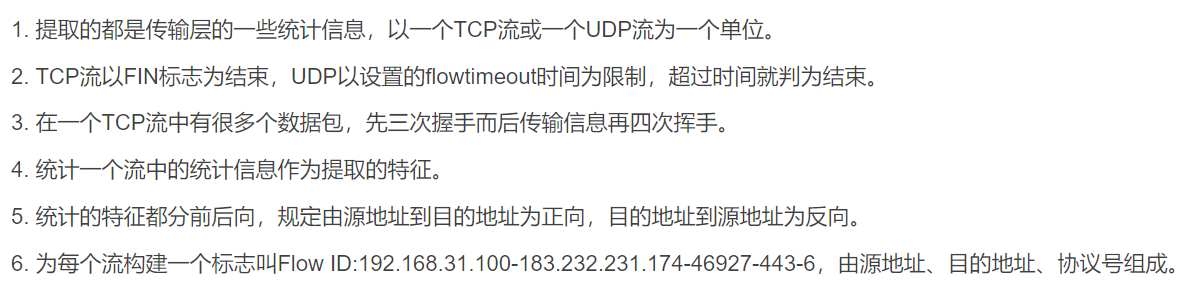 1. 提取的都是传输层的一些统计信息，以一个TCP流或一个UDP流为一个单位。
2. TCP流以FIN标志为结束，UDP以设置的flowtimeout时间为限制，超过时间就判为结束。
3. 在一个TCP流中有很多个数据包，先三次握手而后传输信息再四次挥手。
4. 统计一个流中的统计信息作为提取的特征。
5. 统计的特征都分前后向，规定由源地址到目的地址为正向，目的地址到源地址为反向。
6. 为每个流构建一个标志叫Flow ID:192.168.31.100-183.232.231.174-46927-443-6，由源地址、目的地址、协议号组成。